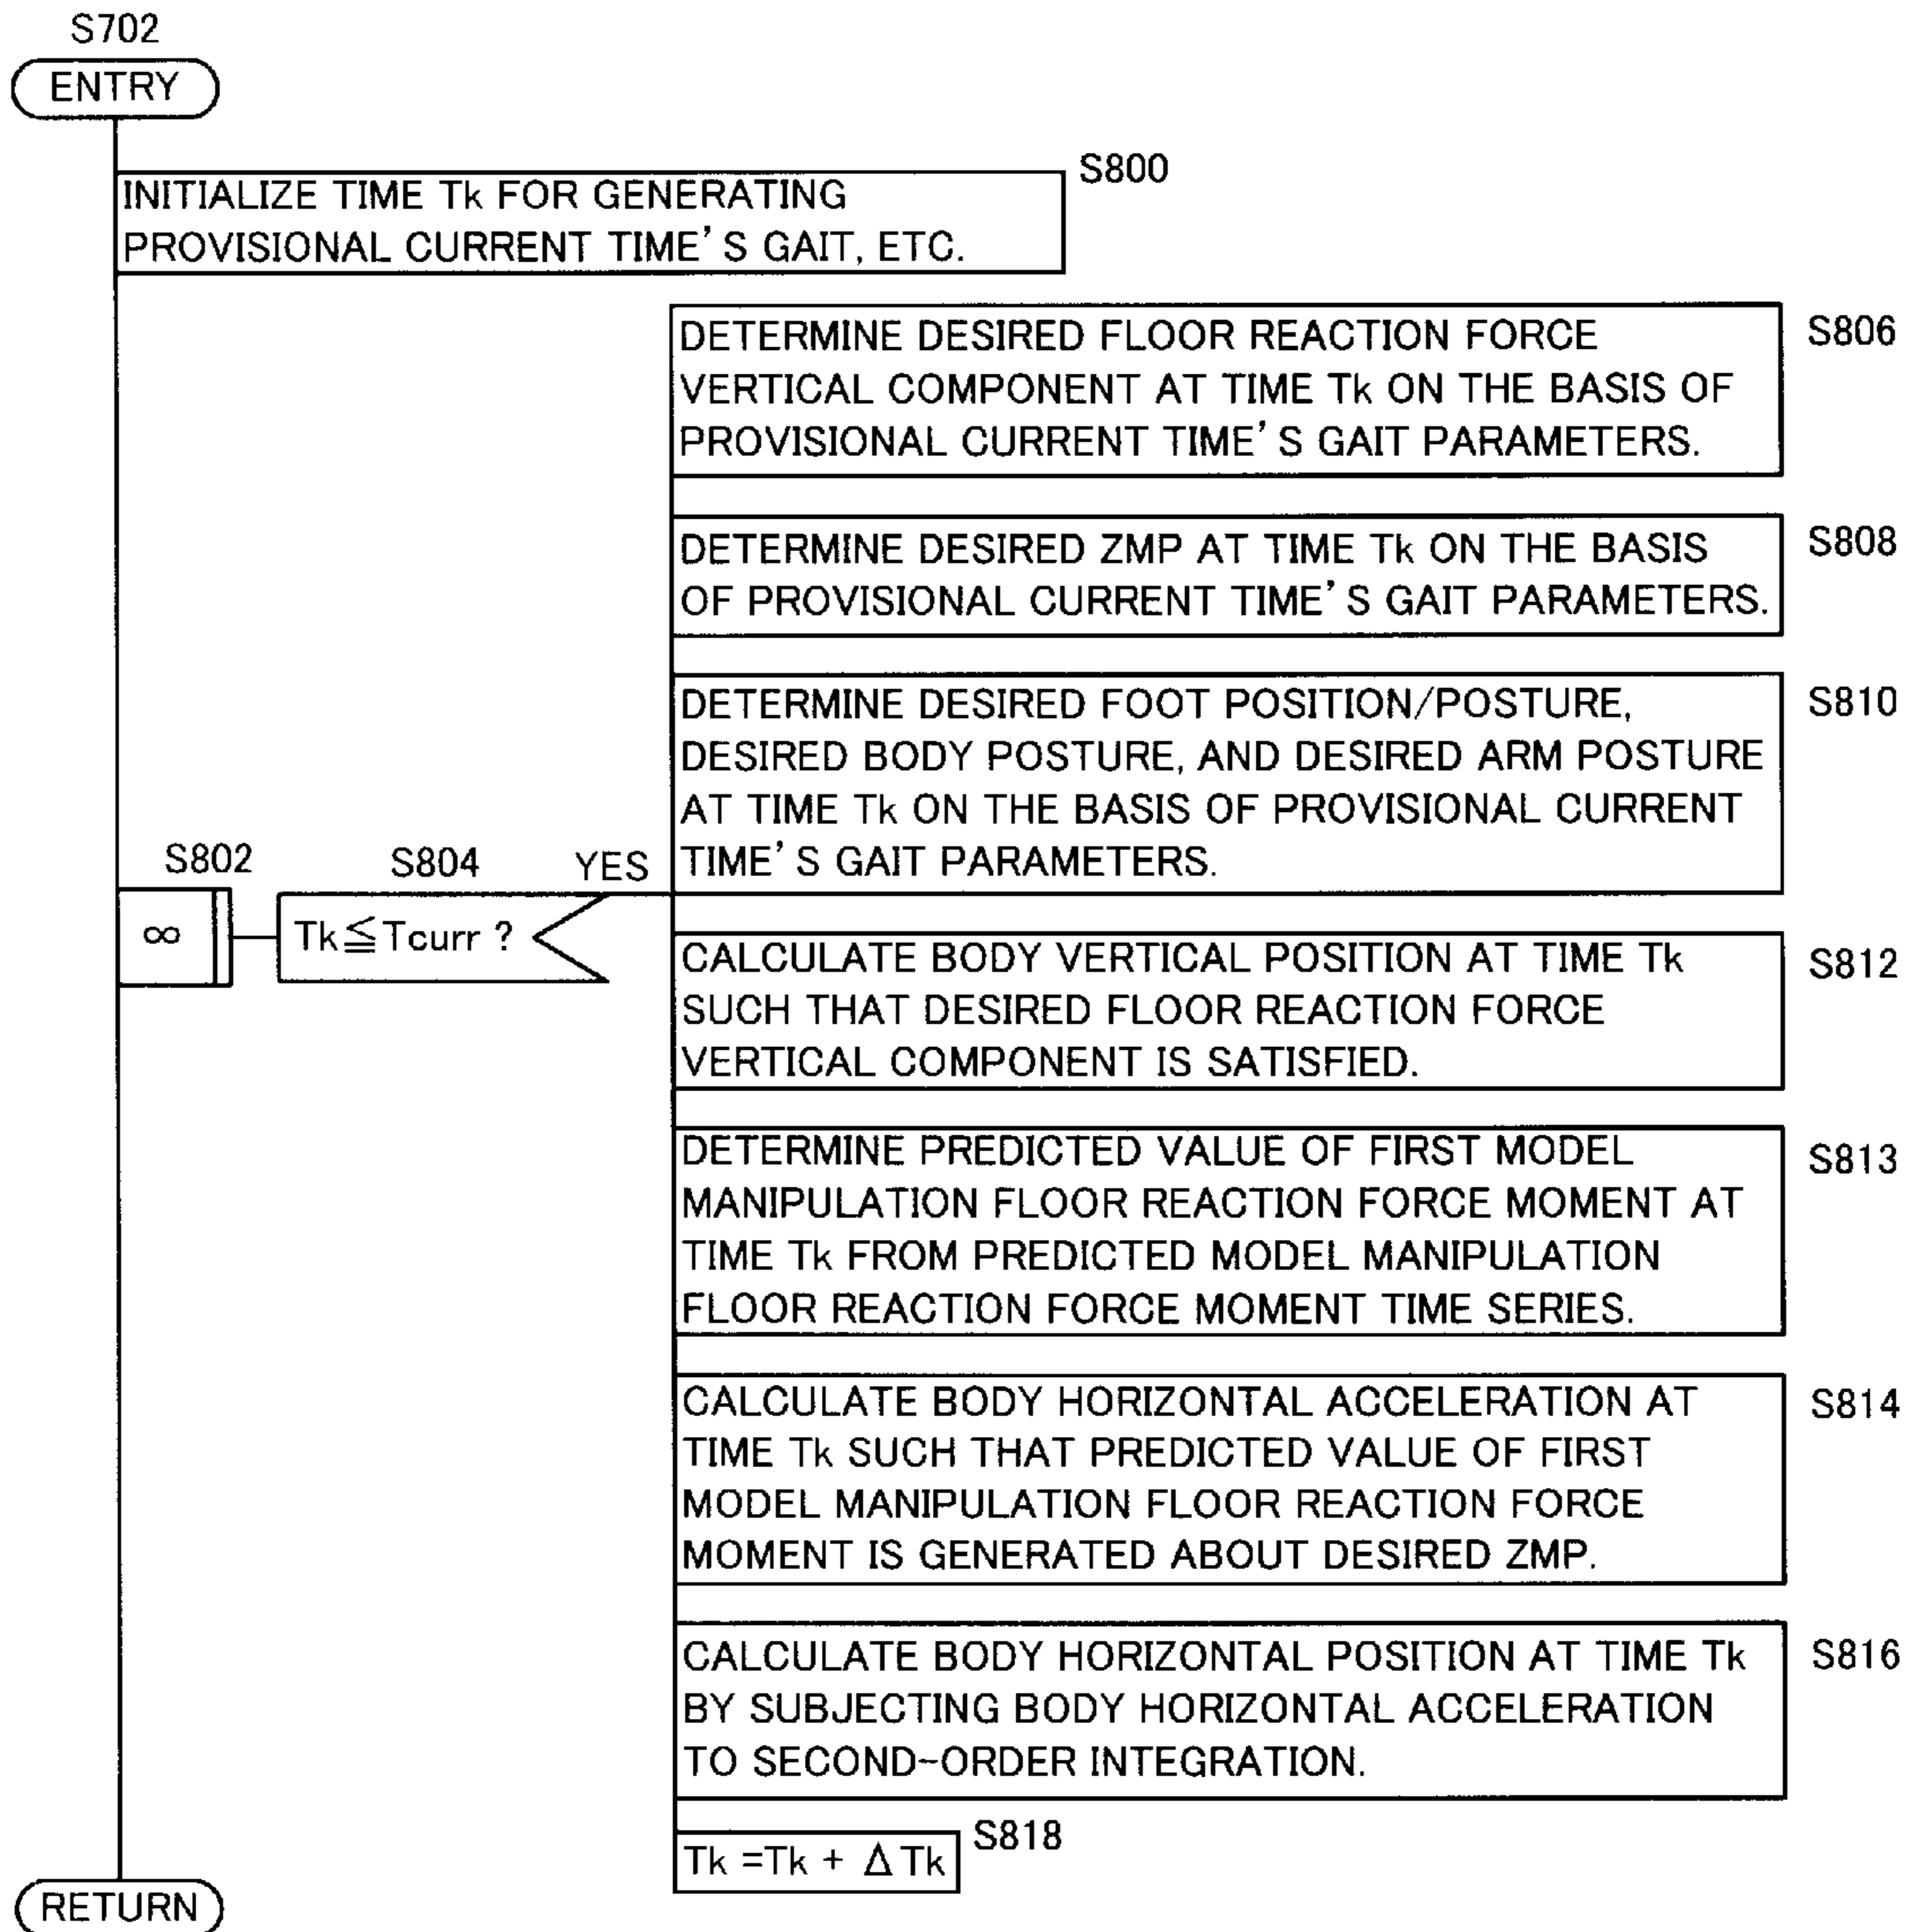 S702
ENTRY
S800
INITIALIZE TIME Tk FOR GENERATING
PROVISIONAL CURRENT TIME'S GAIT, ETC.
S806
DETERMINE DESIRED FLOOR REACTION FORCE
VERTICAL COMPONENT AT TIME Tk ON THE BASIS OF
PROVISIONAL CURRENT TIME'S GAIT PARAMETERS.
S808
DETERMINE DESIRED ZMP AT TIME Tk ON THE BASIS
OF PROVISIONAL CURRENT TIME'S GAIT PARAMETERS.
S810
DETERMINE DESIRED FOOT POSITION/POSTURE,
DESIRED BODY POSTURE, AND DESIRED ARM POSTURE
AT TIME Tk ON THE BASIS OF PROVISIONAL CURRENT
TIME'S GAIT PARAMETERS.
S802
∞
S804
YES
Tk≦Tcurr ?
S812
CALCULATE BODY VERTICAL POSITION AT TIME Tk
SUCH THAT DESIRED FLOOR REACTION FORCE
VERTICAL COMPONENT IS SATISFIED.
S813
DETERMINE PREDICTED VALUE OF FIRST MODEL
MANIPULATION FLOOR REACTION FORCE MOMENT AT
TIME Tk FROM PREDICTED MODEL MANIPULATION
FLOOR REACTION FORCE MOMENT TIME SERIES.
S814
CALCULATE BODY HORIZONTAL ACCELERATION AT
TIME Tk SUCH THAT PREDICTED VALUE OF FIRST
MODEL MANIPULATION FLOOR REACTION FORCE
MOMENT IS GENERATED ABOUT DESIRED ZMP.
S816
CALCULATE BODY HORIZONTAL POSITION AT TIME Tk
BY SUBJECTING BODY HORIZONTAL ACCELERATION
TO SECOND-ORDER INTEGRATION.
S818
Tk =Tk + Δ Tk
RETURN